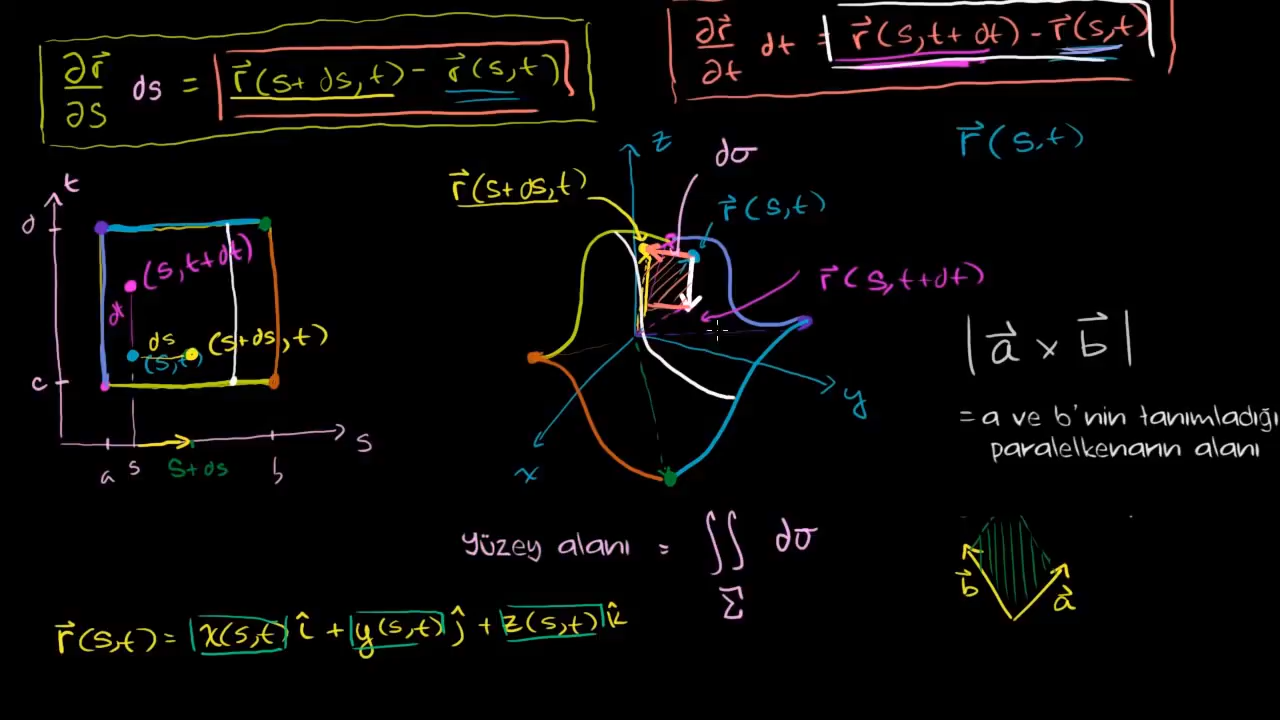 ∂r⃗/∂s ds = r⃗(s+ds,t) - r⃗(s,t)
∂r⃗/∂t dt = r⃗(s,t+dt) - r⃗(s,t)
r⃗(s,t)
t
d
(s,t+dt)
dt
ds
(s+ds,t)
(s,t)
c
s
a
s
s+ds
b
z
dσ
r⃗(s+ds,t)
r⃗(s,t)
r⃗(s,t+dt)
y
x
|a⃗ × b⃗|
= a ve b'nin tanımladığı
paralelkenarın alanı
b⃗
a⃗
yüzey alanı = ∬ dσ
Σ
r⃗(s,t) = x(s,t) î + y(s,t) ĵ + z(s,t) k̂